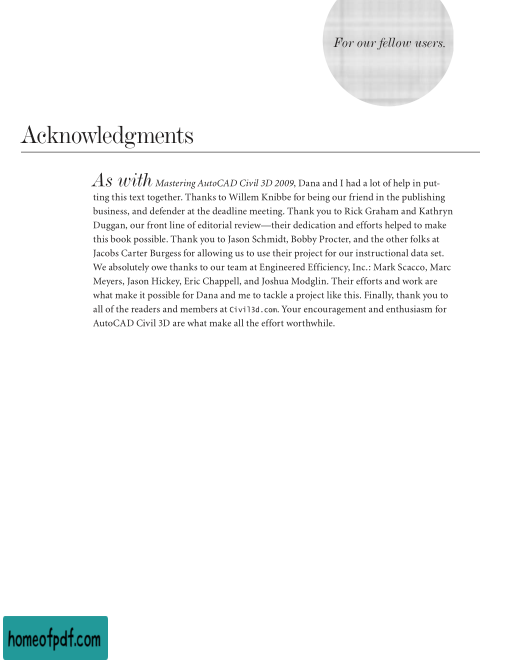 For our fellow users.
Acknowledgments
As with Mastering AutoCAD Civil 3D 2009, Dana and I had a lot of help in put-
ting this text together. Thanks to Willem Knibbe for being our friend in the publishing
business, and defender at the deadline meeting. Thank you to Rick Graham and Kathryn
Duggan, our front line of editorial review—their dedication and efforts helped to make
this book possible. Thank you to Jason Schmidt, Bobby Procter, and the other folks at
Jacobs Carter Burgess for allowing us to use their project for our instructional data set.
We absolutely owe thanks to our team at Engineered Efficiency, Inc.: Mark Scacco, Marc
Meyers, Jason Hickey, Eric Chappell, and Joshua Modglin. Their efforts and work are
what make it possible for Dana and me to tackle a project like this. Finally, thank you to
all of the readers and members at Civil3d.com. Your encouragement and enthusiasm for
AutoCAD Civil 3D are what make all the effort worthwhile.
homeofpdf.com